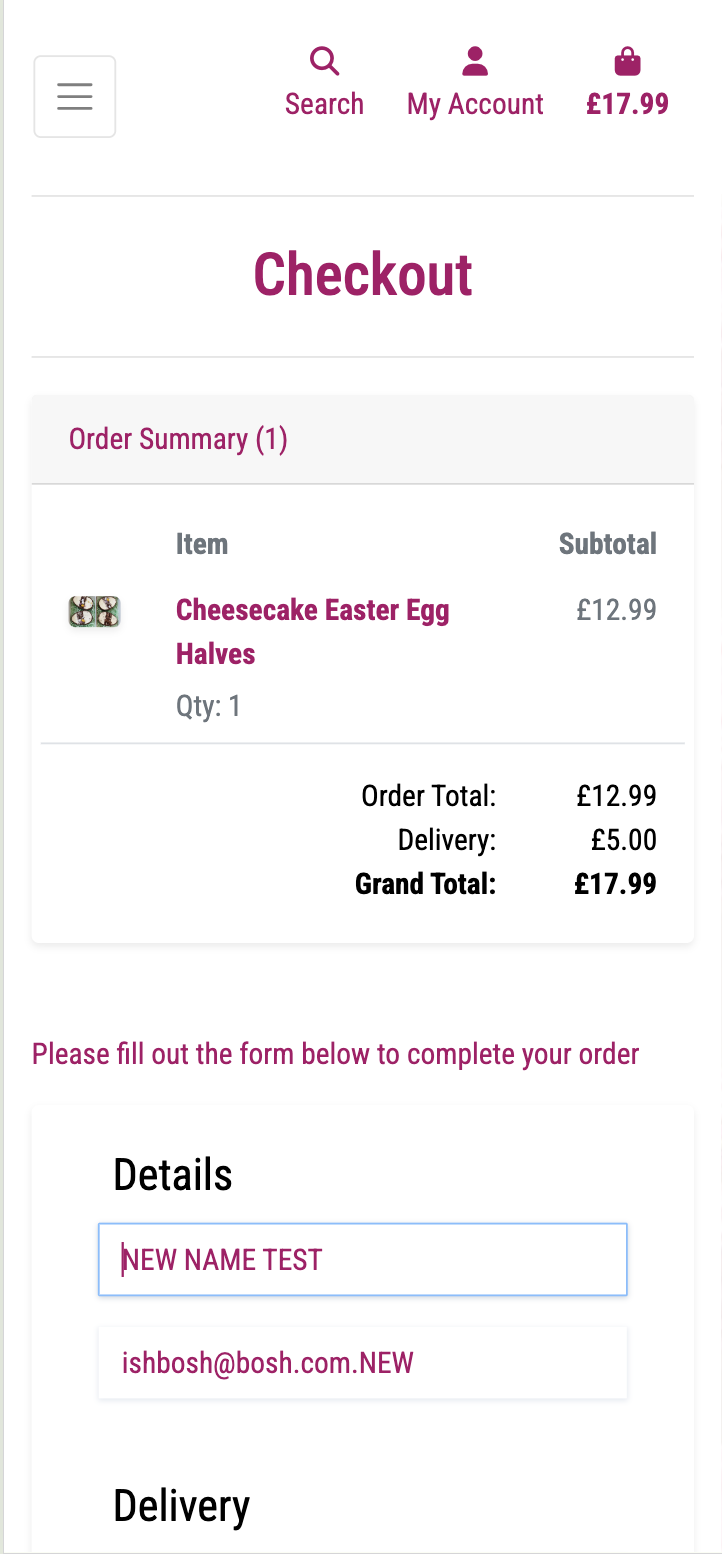 Search My Account £17.99
Checkout
Order Summary (1)
Item Subtotal
Cheesecake Easter Egg £12.99
Halves
Qty: 1
Order Total: £12.99
Delivery: £5.00
Grand Total: £17.99
Please fill out the form below to complete your order
Details
NEW NAME TEST
ishbosh@bosh.com.NEW
Delivery